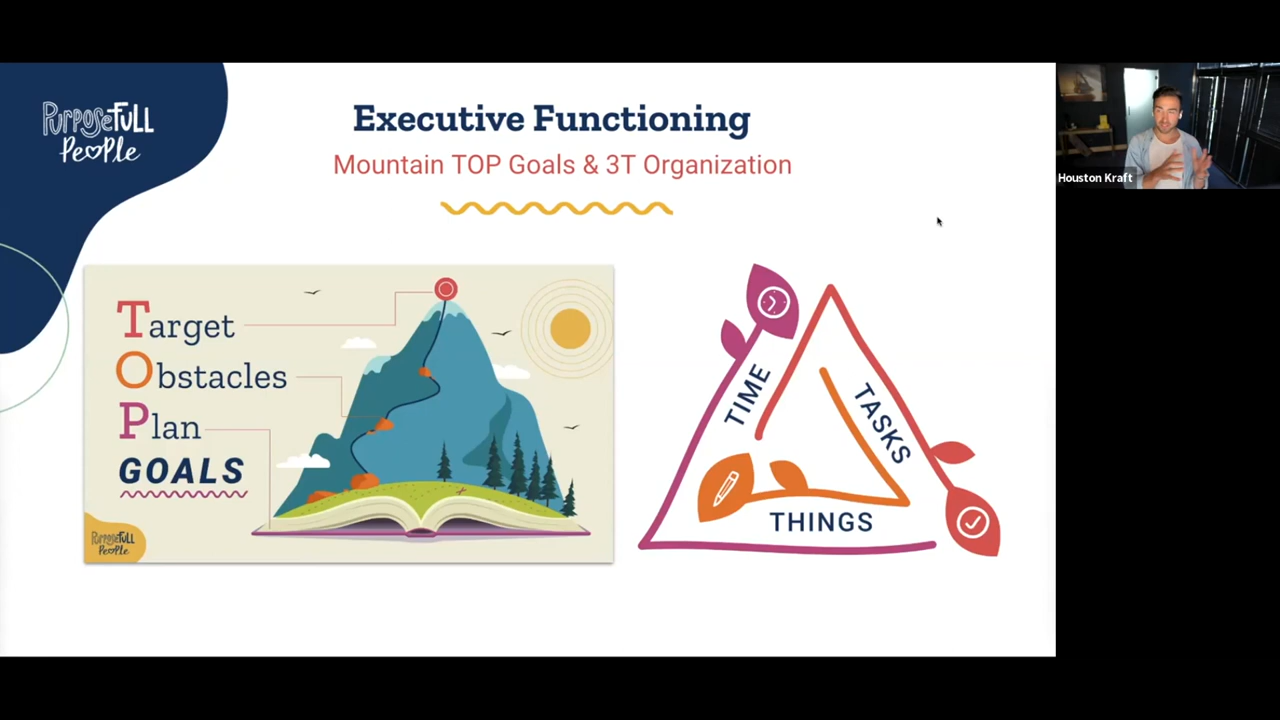 PURPOSEFULL
PEOPLE
Executive Functioning
Mountain TOP Goals & 3T Organization
Houston Kraft
Target
Obstacles
Plan
GOALS
PURPOSEFULL
PEOPLE
TIME
TASKS
THINGS